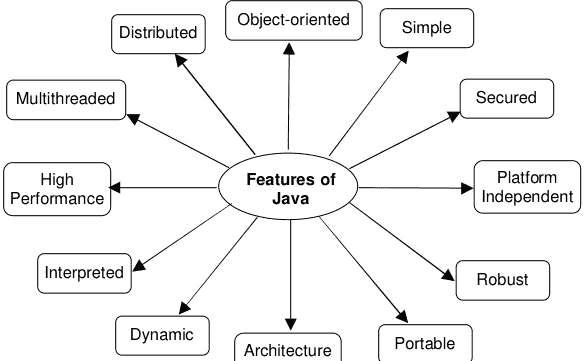 Object-oriented
Distributed
Simple
Multithreaded
Secured
Features of
Java
High
Performance
Platform
Independent
Interpreted
Robust
Dynamic
Architecture
Portable